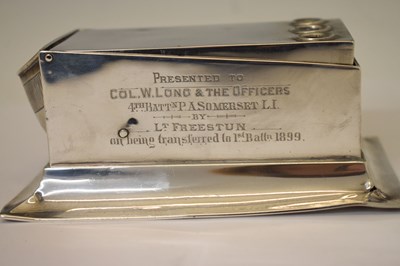 PRESENTED TO
COL. W. LONG & THE OFFICERS
4TH BATTN P.A. SOMERSET L.I.
BY
LT FREESTUN
on being transferred to 1st Battn 1899.